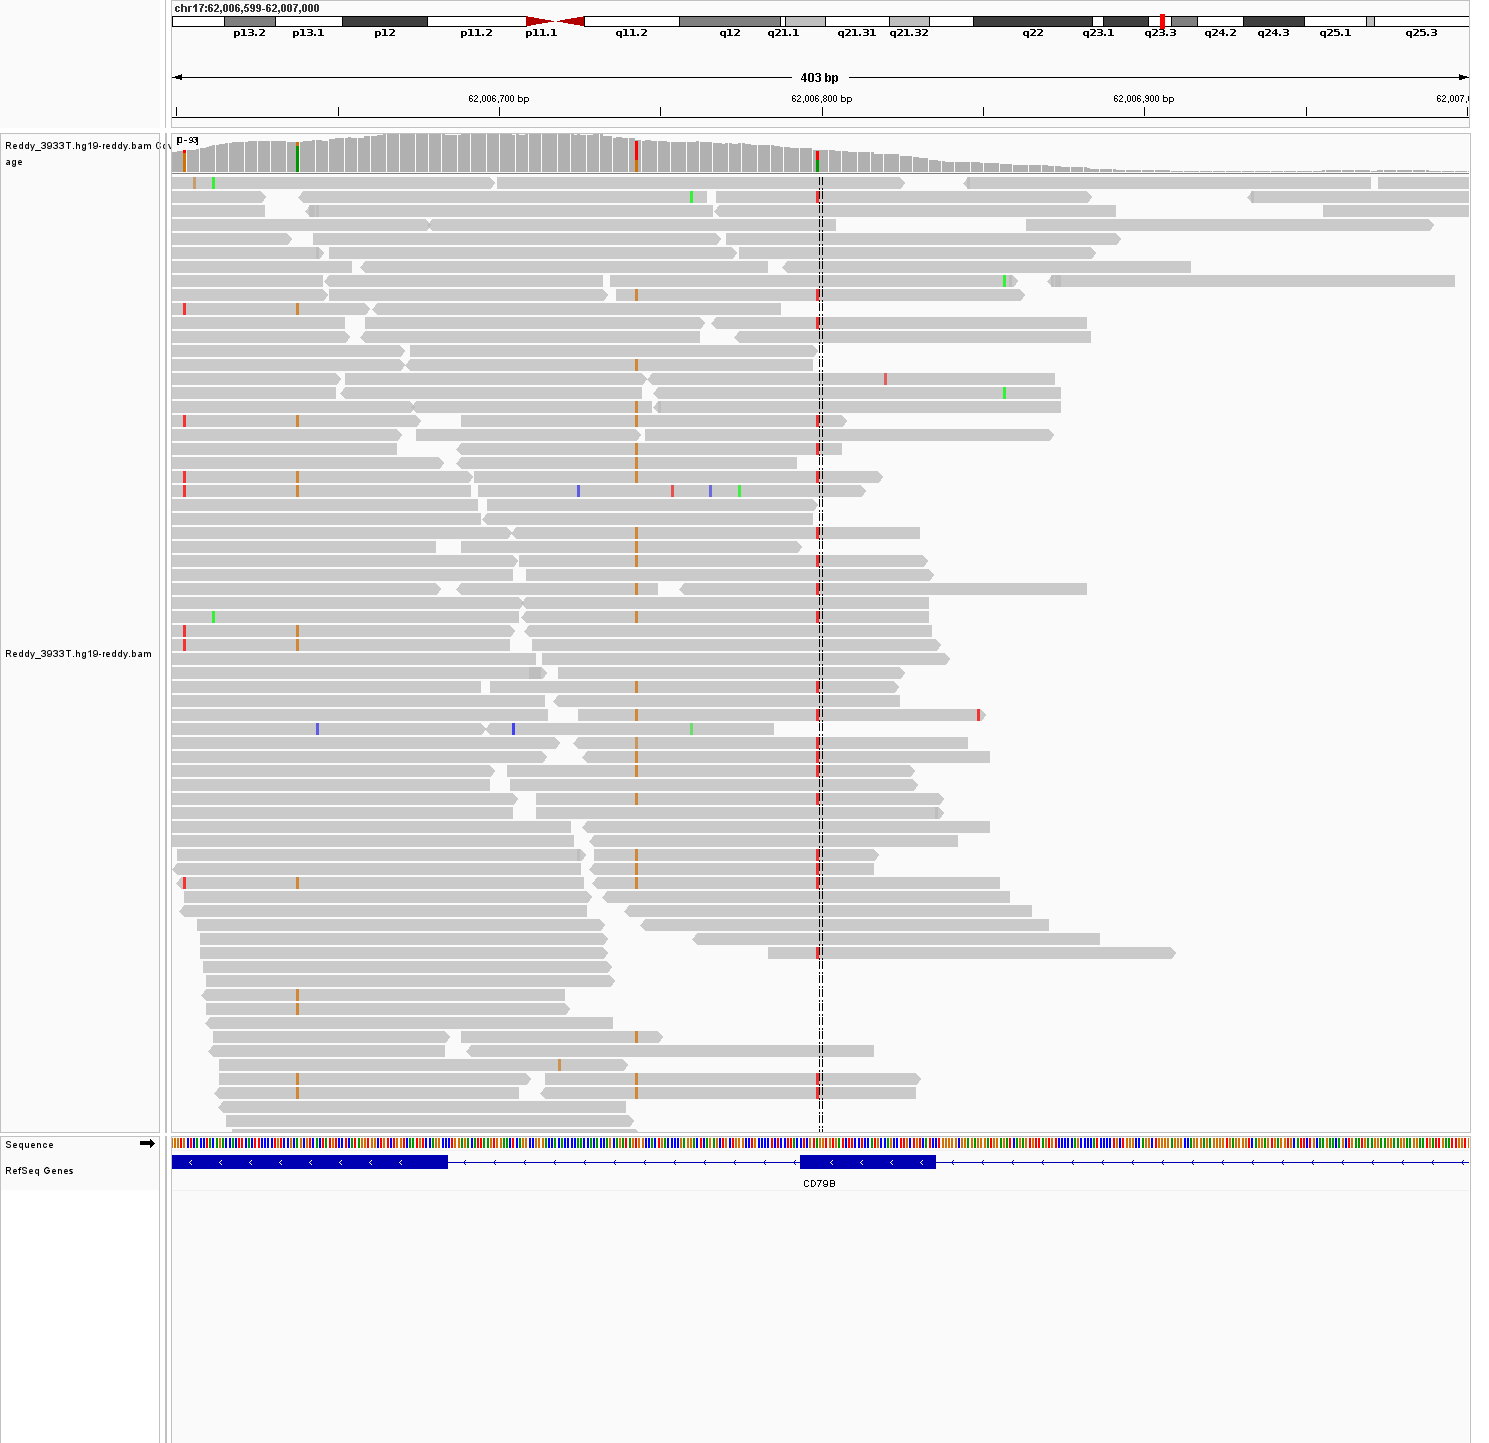 chr17:62,006,599-62,007,000
p13.2 p13.1 p12 p11.2 p11.1 q11.2 q12 q21.1 q21.31 q21.32 q22 q23.1 q23.3 q24.2 q24.3 q25.1 q25.3
403 bp
62,006,700 bp 62,006,800 bp 62,006,900 bp 62,007,0
Reddy_3933T.hg19-reddy.bam Cov
age
[0-93]
Reddy_3933T.hg19-reddy.bam
Sequence
RefSeq Genes
CD79B